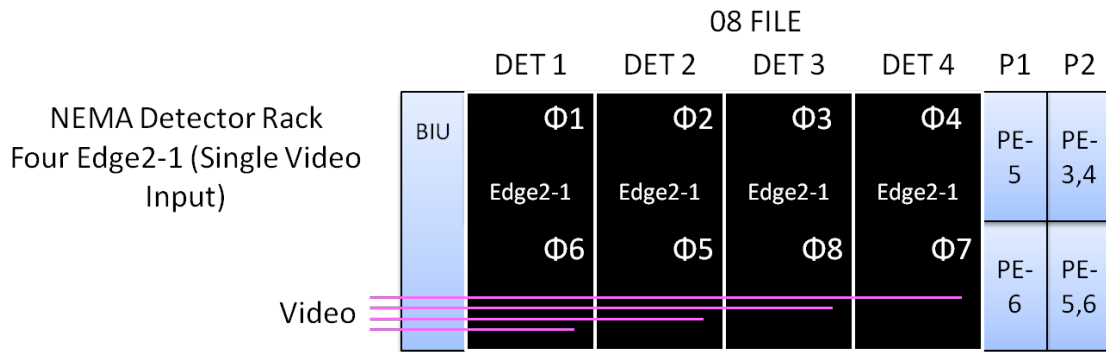 08 FILE
DET 1 DET 2 DET 3 DET 4 P1 P2
NEMA Detector Rack
Four Edge2-1 (Single Video
Input)
BIU
Φ1 Φ2 Φ3 Φ4
Edge2-1 Edge2-1 Edge2-1 Edge2-1
Φ6 Φ5 Φ8 Φ7
PE-
5
PE-
3,4
PE-
6
PE-
5,6
Video